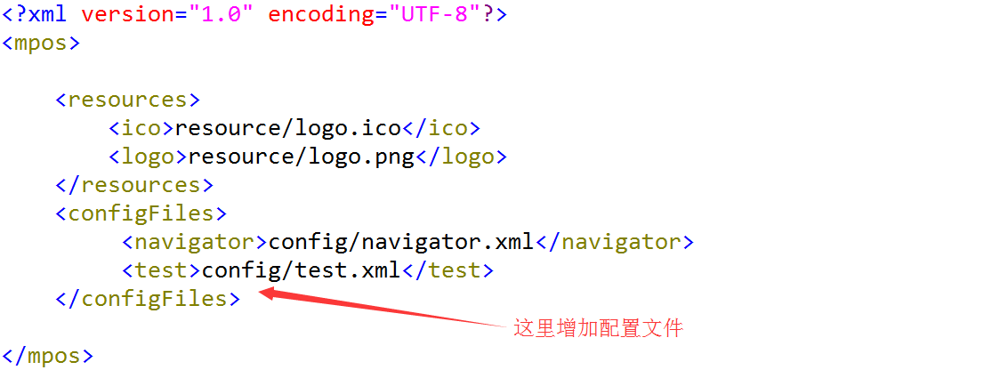 <?xml version="1.0" encoding="UTF-8"?>
<mpos>
<resources>
<ico>resource/logo.ico</ico>
<logo>resource/logo.png</logo>
</resources>
<configFiles>
<navigator>config/navigator.xml</navigator>
<test>config/test.xml</test>
</configFiles>
这里增加配置文件
</mpos>